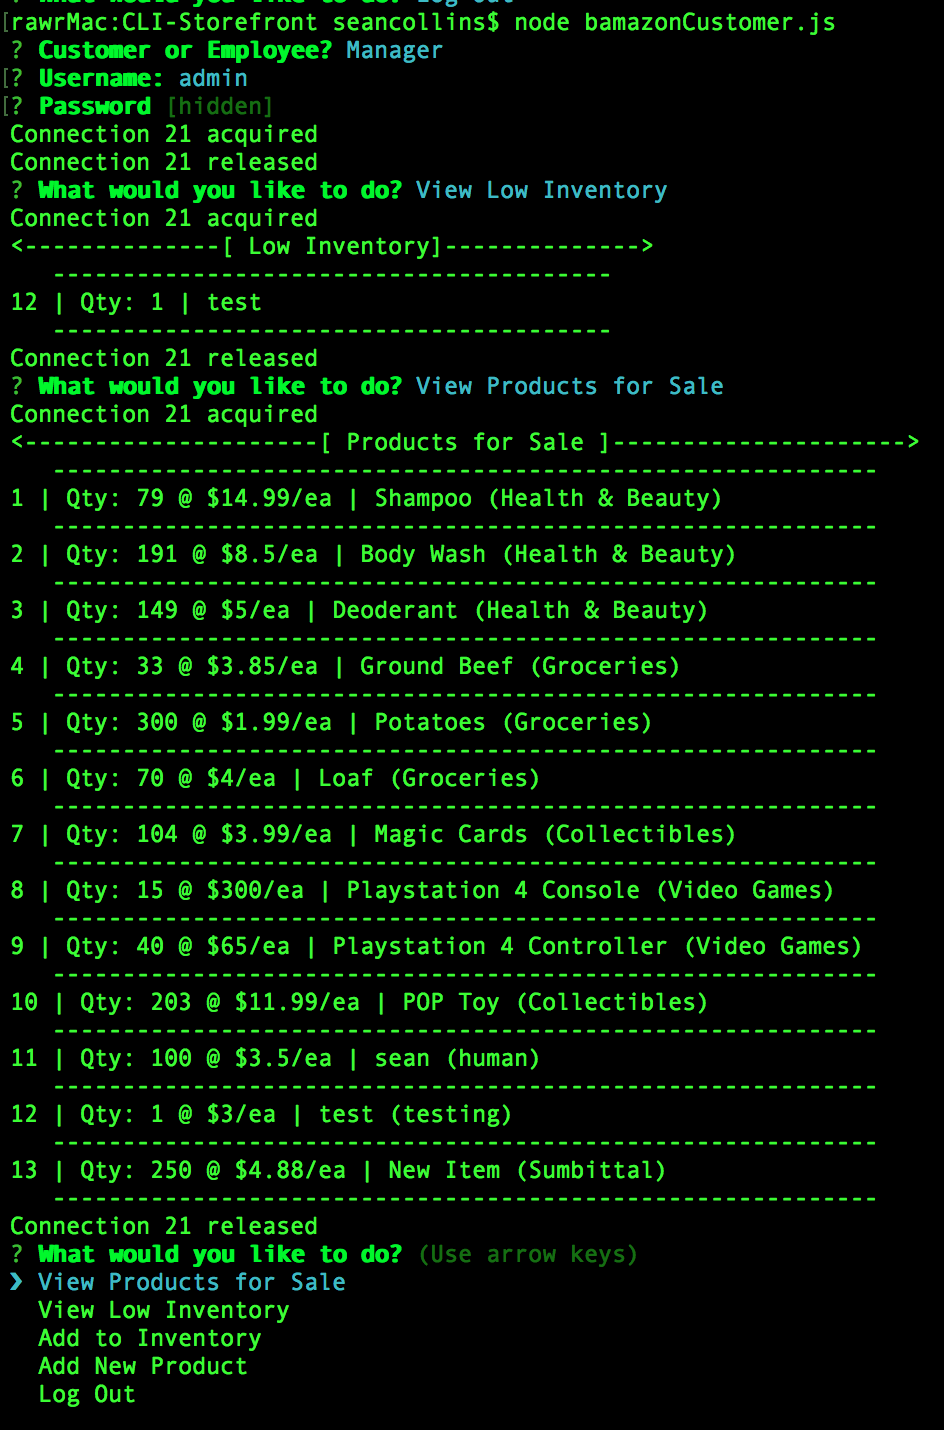 What would you like to do? Log Out
[rawrMac:CLI-Storefront seancollins$ node bamazonCustomer.js
? Customer or Employee? Manager
[? Username: admin
[? Password [hidden]
Connection 21 acquired
Connection 21 released
? What would you like to do? View Low Inventory
Connection 21 acquired
<--------------[ Low Inventory]-------------->
----------------------------------------
12 | Qty: 1 | test
----------------------------------------
Connection 21 released
? What would you like to do? View Products for Sale
Connection 21 acquired
<---------------------[ Products for Sale ]--------------------->
-----------------------------------------------------------
1 | Qty: 79 @ $14.99/ea | Shampoo (Health & Beauty)
-----------------------------------------------------------
2 | Qty: 191 @ $8.5/ea | Body Wash (Health & Beauty)
-----------------------------------------------------------
3 | Qty: 149 @ $5/ea | Deoderant (Health & Beauty)
-----------------------------------------------------------
4 | Qty: 33 @ $3.85/ea | Ground Beef (Groceries)
-----------------------------------------------------------
5 | Qty: 300 @ $1.99/ea | Potatoes (Groceries)
-----------------------------------------------------------
6 | Qty: 70 @ $4/ea | Loaf (Groceries)
-----------------------------------------------------------
7 | Qty: 104 @ $3.99/ea | Magic Cards (Collectibles)
-----------------------------------------------------------
8 | Qty: 15 @ $300/ea | Playstation 4 Console (Video Games)
-----------------------------------------------------------
9 | Qty: 40 @ $65/ea | Playstation 4 Controller (Video Games)
-----------------------------------------------------------
10 | Qty: 203 @ $11.99/ea | POP Toy (Collectibles)
-----------------------------------------------------------
11 | Qty: 100 @ $3.5/ea | sean (human)
-----------------------------------------------------------
12 | Qty: 1 @ $3/ea | test (testing)
-----------------------------------------------------------
13 | Qty: 250 @ $4.88/ea | New Item (Sumbittal)
-----------------------------------------------------------
Connection 21 released
? What would you like to do? (Use arrow keys)
❯ View Products for Sale
View Low Inventory
Add to Inventory
Add New Product
Log Out